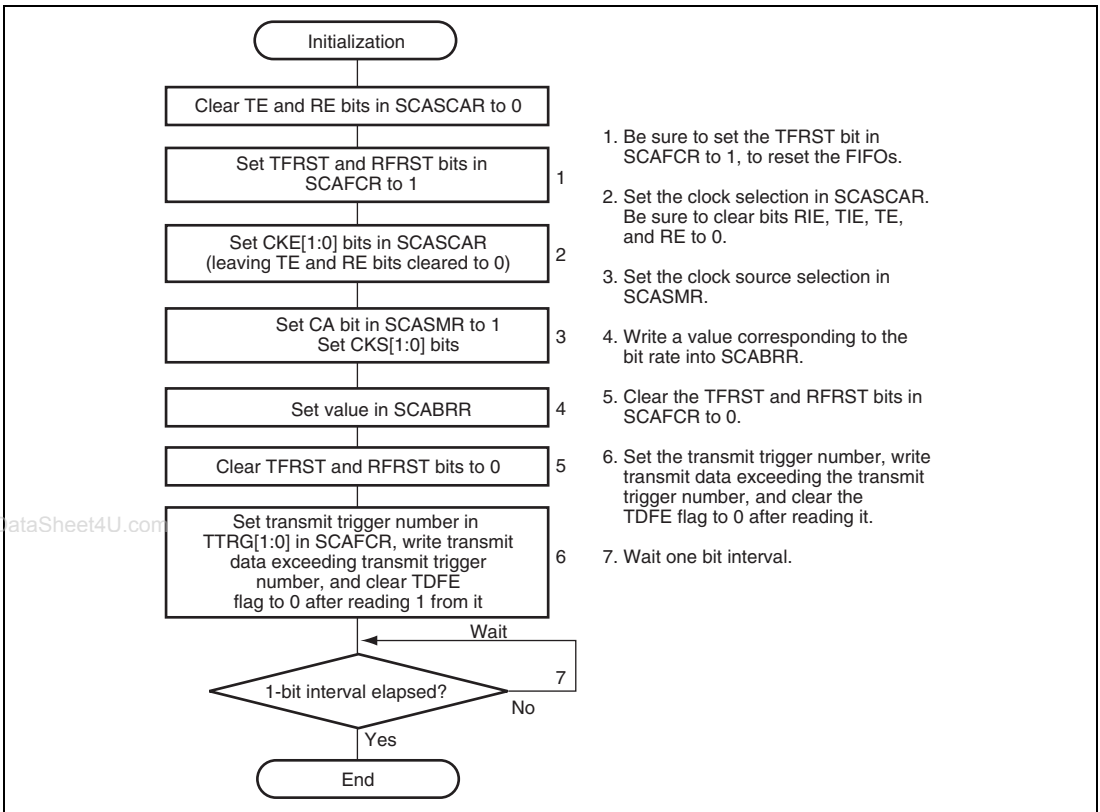 Initialization
Clear TE and RE bits in SCASCAR to 0
Set TFRST and RFRST bits in
SCAFCR to 1
1
Set CKE[1:0] bits in SCASCAR
(leaving TE and RE bits cleared to 0)
2
Set CA bit in SCASMR to 1
Set CKS[1:0] bits
3
Set value in SCABRR
4
Clear TFRST and RFRST bits to 0
5
Set transmit trigger number in
TTRG[1:0] in SCAFCR, write transmit
data exceeding transmit trigger
number, and clear TDFE
flag to 0 after reading 1 from it
6
Wait
1-bit interval elapsed?
7
No
Yes
End
1. Be sure to set the TFRST bit in
SCAFCR to 1, to reset the FIFOs.
2. Set the clock selection in SCASCAR.
Be sure to clear bits RIE, TIE, TE,
and RE to 0.
3. Set the clock source selection in
SCASMR.
4. Write a value corresponding to the
bit rate into SCABRR.
5. Clear the TFRST and RFRST bits in
SCAFCR to 0.
6. Set the transmit trigger number, write
transmit data exceeding the transmit
trigger number, and clear the
TDFE flag to 0 after reading it.
7. Wait one bit interval.
DataSheet4U.com